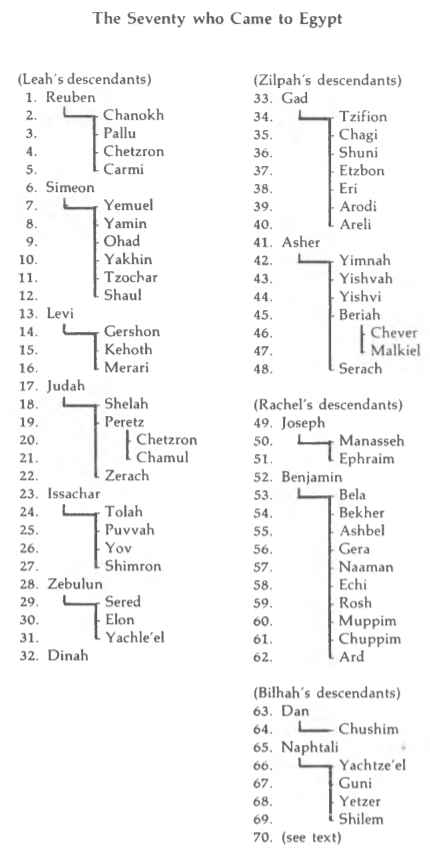 The Seventy who Came to Egypt
(Leah's descendants)
1. Reuben
2. Chanokh
3. Pallu
4. Chetzron
5. Carmi
6. Simeon
7. Yemuel
8. Yamin
9. Ohad
10. Yakhin
11. Tzochar
12. Shaul
13. Levi
14. Gershon
15. Kehoth
16. Merari
17. Judah
18. Shelah
19. Peretz
20. Chetzron
21. Chamul
22. Zerach
23. Issachar
24. Tolah
25. Puvvah
26. Yov
27. Shimron
28. Zebulun
29. Sered
30. Elon
31. Yachle'el
32. Dinah
(Zilpah's descendants)
33. Gad
34. Tzifion
35. Chagi
36. Shuni
37. Etzbon
38. Eri
39. Arodi
40. Areli
41. Asher
42. Yimnah
43. Yishvah
44. Yishvi
45. Beriah
46. Chever
47. Malkiel
48. Serach
(Rachel's descendants)
49. Joseph
50. Manasseh
51. Ephraim
52. Benjamin
53. Bela
54. Bekher
55. Ashbel
56. Gera
57. Naaman
58. Echi
59. Rosh
60. Muppim
61. Chuppim
62. Ard
(Bilhah's descendants)
63. Dan
64. Chushim
65. Naphtali
66. Yachtze'el
67. Guni
68. Yetzer
69. Shilem
70. (see text)